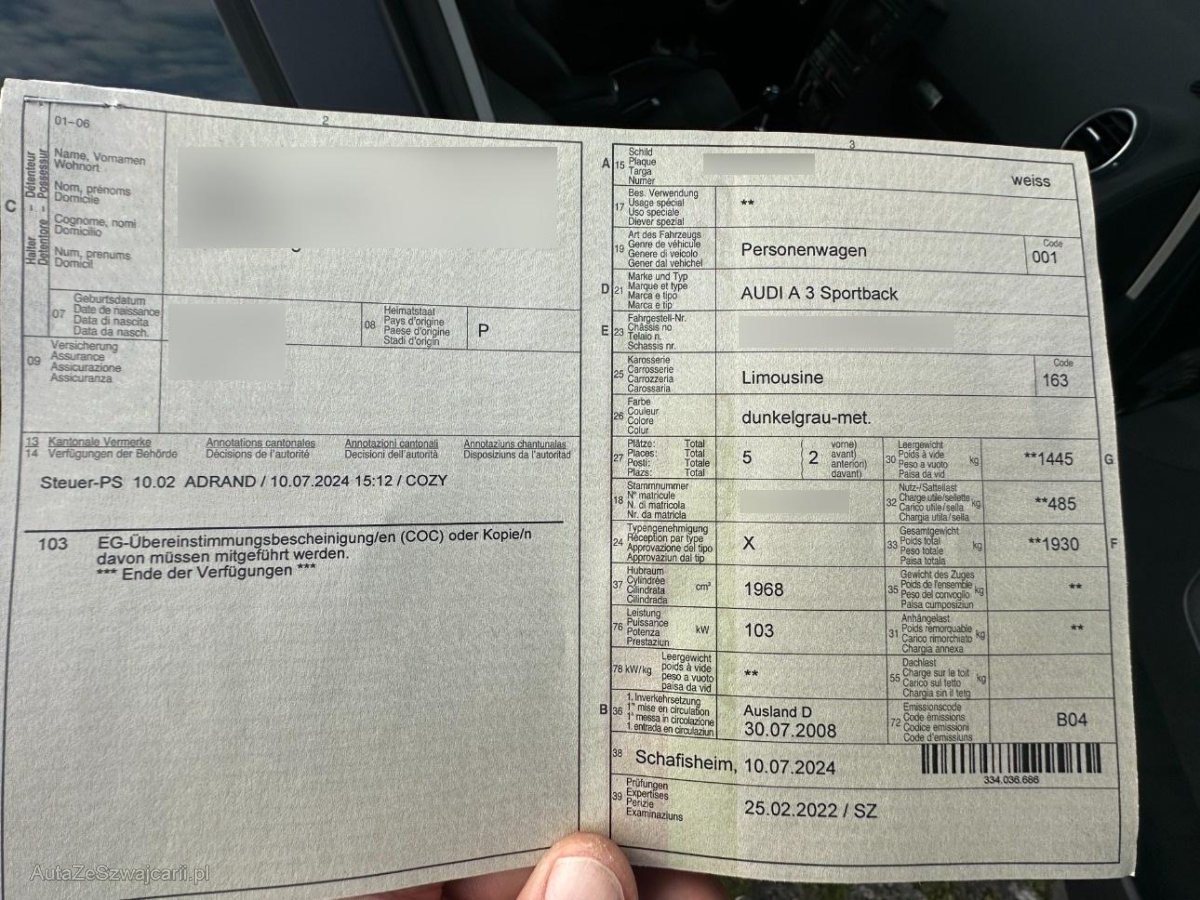 01–06
2
C
Halter – Détenteur
Detentore – Possessur
Name, Vornamen
Wohnort
Nom, prénoms
Domicile
Cognome, nomi
Domicilio
Num, prenums
Domicil
07
Geburtsdatum
Date de naissance
Data di nascita
Data da nasch.
08
Heimatstaat
Pays d'origine
Paese d'origine
Stadi d'origin
P
09
Versicherung
Assurance
Assicurazione
Assicuranza
13 Kantonale Vermerke Annotations cantonales Annotazioni cantonali Annotaziuns chantunalas
14 Verfügungen der Behörde Décisions de l'autorité Decisioni dell'autorità Disposiziuns da l'autoritad
Steuer-PS 10.02 ADRAND / 10.07.2024 15:12 / COZY
103 EG-Übereinstimmungsbescheinigung/en (COC) oder Kopie/n
davon müssen mitgeführt werden.
*** Ende der Verfügungen ***
3
A 15
Schild
Plaque
Targa
Numer
weiss
17
Bes. Verwendung
Usage spécial
Uso speciale
Diever spezial
**
19
Art des Fahrzeugs
Genre de véhicule
Genere di veicolo
Gener dal vehichel
Personenwagen
Code
001
D 21
Marke und Typ
Marque et type
Marca e tipo
Marca e tip
AUDI A 3 Sportback
E 23
Fahrgestell-Nr.
Châssis no
Telaio n.
Schassis nr.
25
Karosserie
Carrosserie
Carrozzeria
Carossaria
Limousine
Code
163
26
Farbe
Couleur
Colore
Colur
dunkelgrau-met.
27
Plätze: Total
Places: Total
Posti: Totale
Plazs: Total
5
( 2 vorne)
( avant)
( anteriori)
( davant)
30
Leergewicht
Poids à vide
Peso a vuoto
Paisa da vid
kg
**1445
G
18
Stammnummer
N° matricule
N. di matricola
Nr. da matricla
32
Nutz-/Sattellast
Charge utile/sellette
Carico utile/sella
Chargia utila/sella
kg
**485
24
Typengenehmigung
Réception par type
Approvazione del tipo
Approvaziun dal tip
X
33
Gesamtgewicht
Poids total
Peso totale
Paisa totala
kg
**1930
F
37
Hubraum
Cylindrée
Cilindrata
Cilindrada
cm³
1968
35
Gewicht des Zuges
Poids de l'ensemble
Peso del convoglio
Paisa cumposiziun
kg
**
76
Leistung
Puissance
Potenza
Prestaziun
kW
103
31
Anhängelast
Poids remorquable
Carico rimorchiato
Chargia annexa
kg
**
78 kW/kg
Leergewicht
poids à vide
peso a vuoto
paisa da vid
**
55
Dachlast
Charge sur le toit
Carico sul tetto
Chargia sin il tetg
kg
B 36
1. Inverkehrsetzung
1re mise en circulation
1a messa in circolazione
1. entrada en circulaziun
Ausland D
30.07.2008
72
Emissionscode
Code émissions
Codice emissioni
Code d'emissiuns
B04
38
Schafisheim, 10.07.2024
334.036.686
39
Prüfungen
Expertises
Perizie
Examinaziuns
25.02.2022 / SZ
AutaZeSzwajcarii.pl